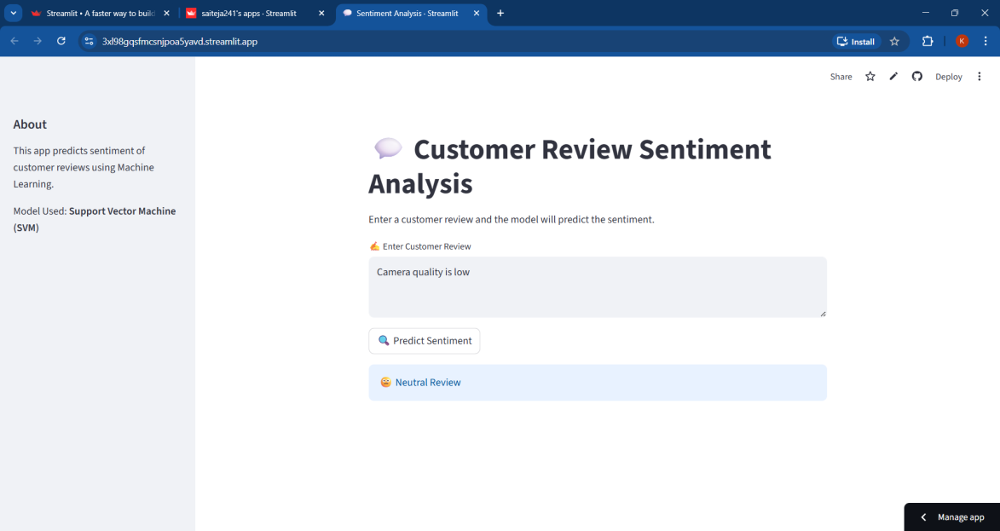 Streamlit • A faster way to build
saiteja241's apps · Streamlit
Sentiment Analysis · Streamlit
3xl98gqsfmcsnjpoa5yavd.streamlit.app
Install
K
Share
Deploy
About
This app predicts sentiment of
customer reviews using Machine
Learning.
Model Used: Support Vector Machine
(SVM)
Customer Review Sentiment
Analysis
Enter a customer review and the model will predict the sentiment.
Enter Customer Review
Camera quality is low
Predict Sentiment
Neutral Review
Manage app